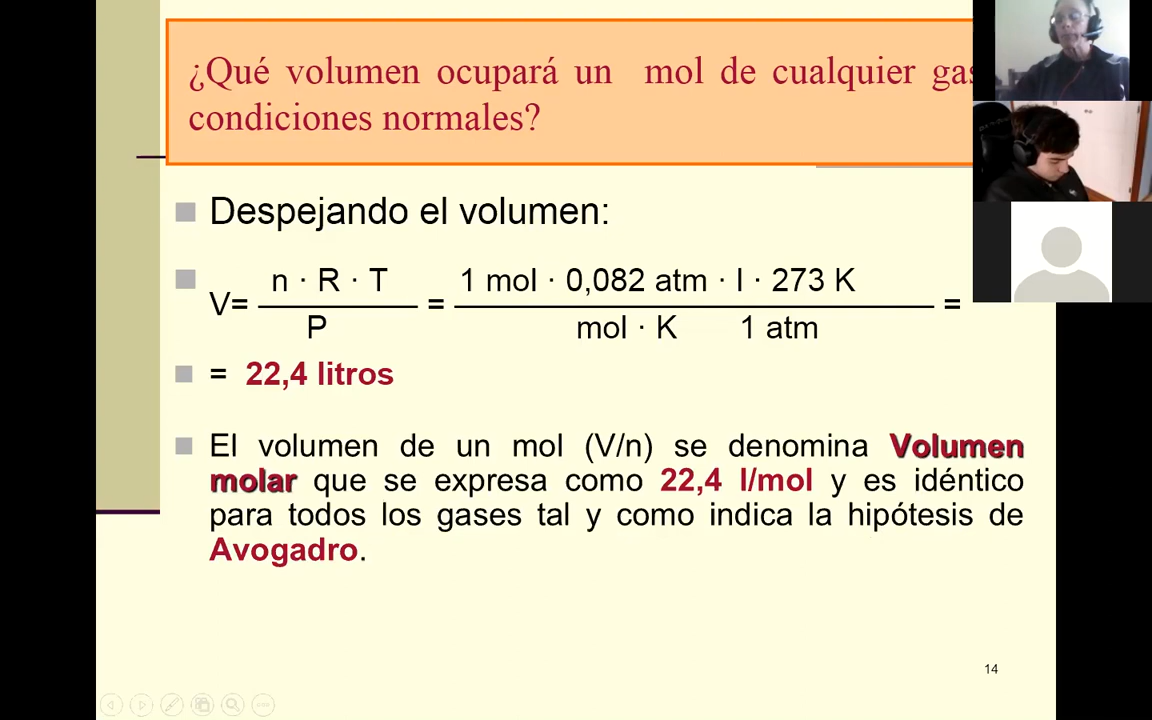 ¿Qué volumen ocupará un mol de cualquier gas
condiciones normales?
Despejando el volumen:
n · R · T 1 mol · 0,082 atm · l · 273 K
V= ———— = ——————————— =
P mol · K 1 atm
= 22,4 litros
El volumen de un mol (V/n) se denomina Volumen
molar que se expresa como 22,4 l/mol y es idéntico
para todos los gases tal y como indica la hipótesis de
Avogadro.
14